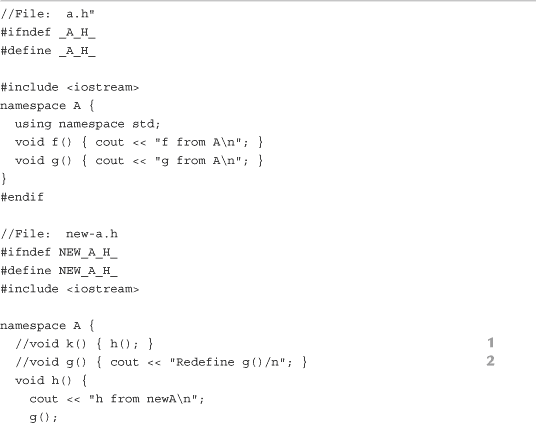 //File:  a.h"
#ifndef _A_H_
#define _A_H_
#include <iostream>
namespace A {
  using namespace std;
  void f() { cout << "f from A\n"; }
  void g() { cout << "g from A\n"; }
}
#endif
//File:  new-a.h
#ifndef NEW_A_H_
#define NEW_A_H_
#include <iostream>
namespace A {
  //void k() { h(); } 1
  //void g() { cout << "Redefine g()/n"; } 2
  void h() {
    cout << "h from newA\n";
    g();